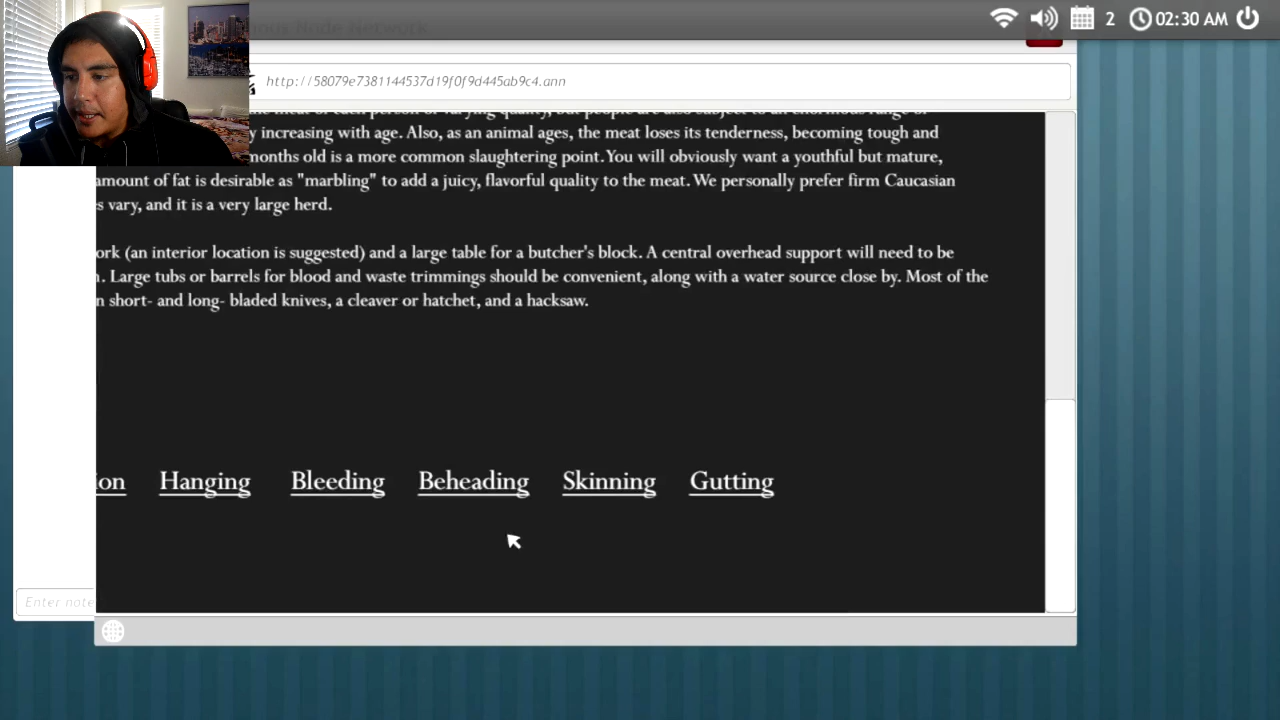 Node Network
2
02:30 AM
http://58079e7381144537d19f0f9d445ab9c4.ann
y increasing with age. Also, as an animal ages, the meat loses its tenderness, becoming tough and
months old is a more common slaughtering point. You will obviously want a youthful but mature,
amount of fat is desirable as "marbling" to add a juicy, flavorful quality to the meat. We personally prefer firm Caucasian
s vary, and it is a very large herd.
ork (an interior location is suggested) and a large table for a butcher's block. A central overhead support will need to be
n. Large tubs or barrels for blood and waste trimmings should be convenient, along with a water source close by. Most of the
n short- and long- bladed knives, a cleaver or hatchet, and a hacksaw.
ion Hanging Bleeding Beheading Skinning Gutting
Enter note